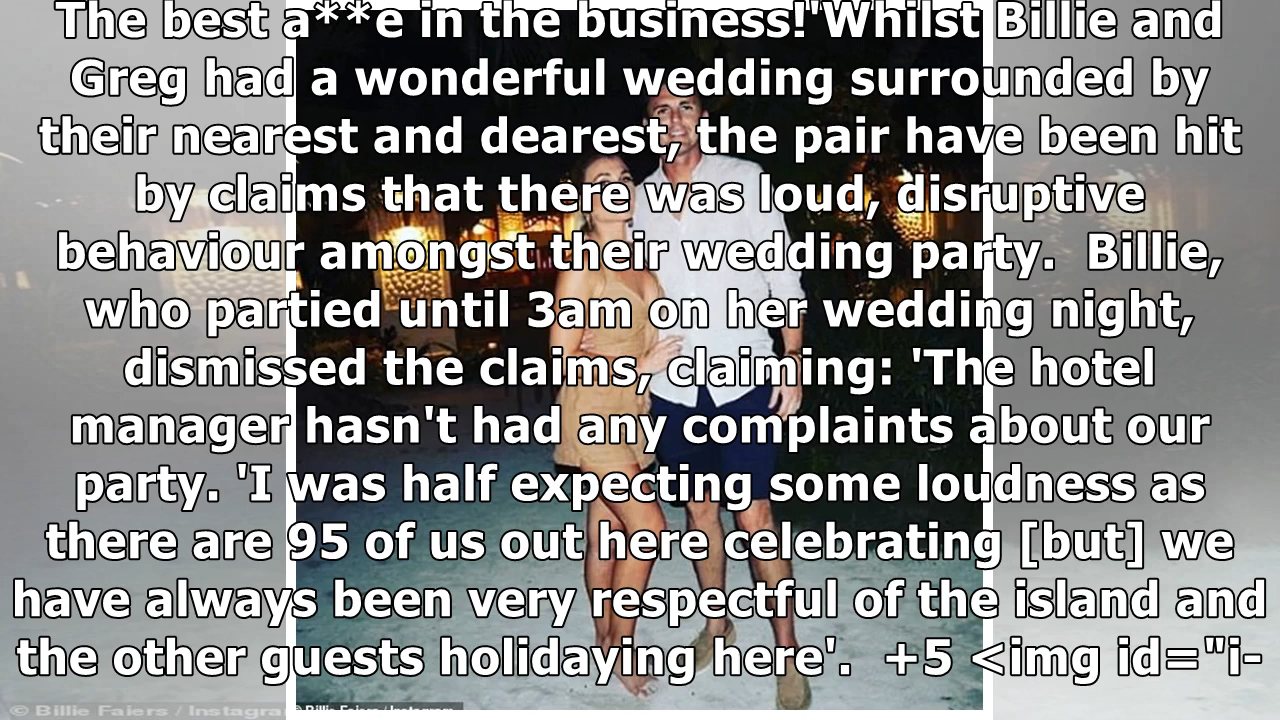 The best a**e in the business!'Whilst Billie and
Greg had a wonderful wedding surrounded by
their nearest and dearest, the pair have been hit
by claims that there was loud, disruptive
behaviour amongst their wedding party.  Billie,
who partied until 3am on her wedding night,
dismissed the claims, claiming: 'The hotel
manager hasn't had any complaints about our
party. 'I was half expecting some loudness as
there are 95 of us out here celebrating [but] we
have always been very respectful of the island and
the other guests holidaying here'.  +5 <img id="i-
© Billie Faiers / Instagram
© Billie Faiers / Instagram